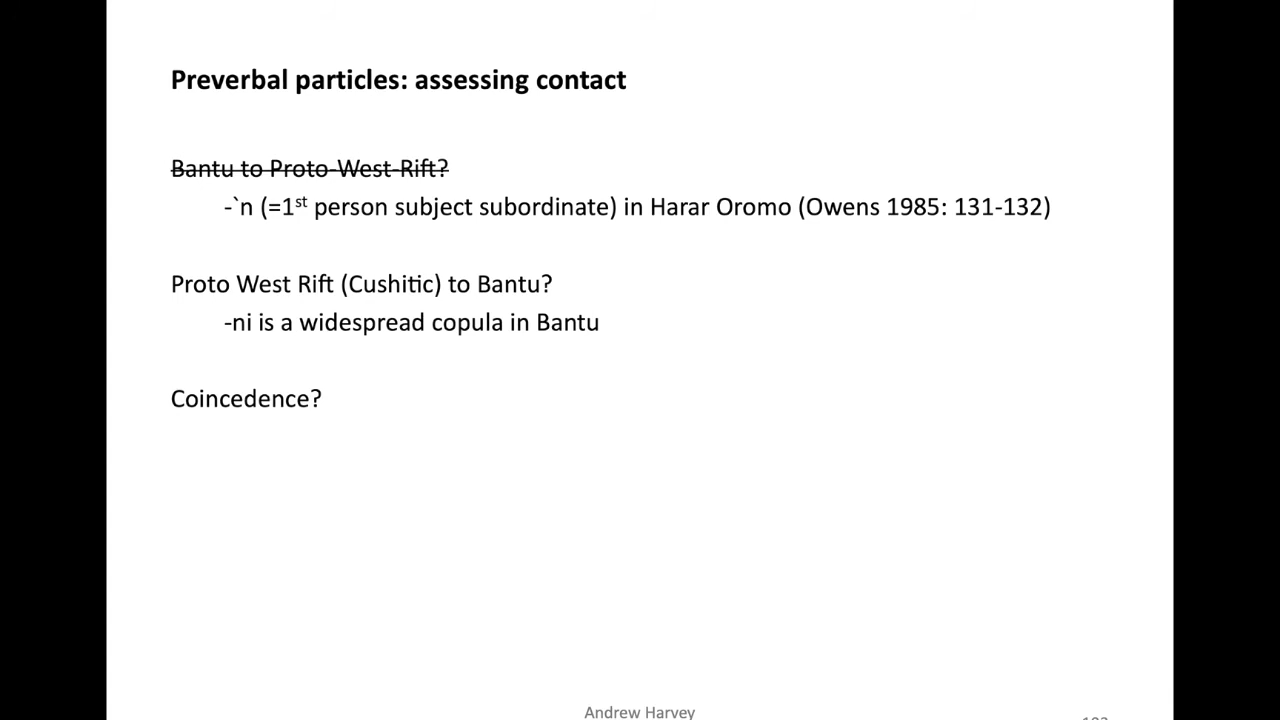 Preverbal particles: assessing contact
Bantu to Proto-West-Rift?
-`n (=1st person subject subordinate) in Harar Oromo (Owens 1985: 131-132)
Proto West Rift (Cushitic) to Bantu?
-ni is a widespread copula in Bantu
Coincedence?
Andrew Harvey